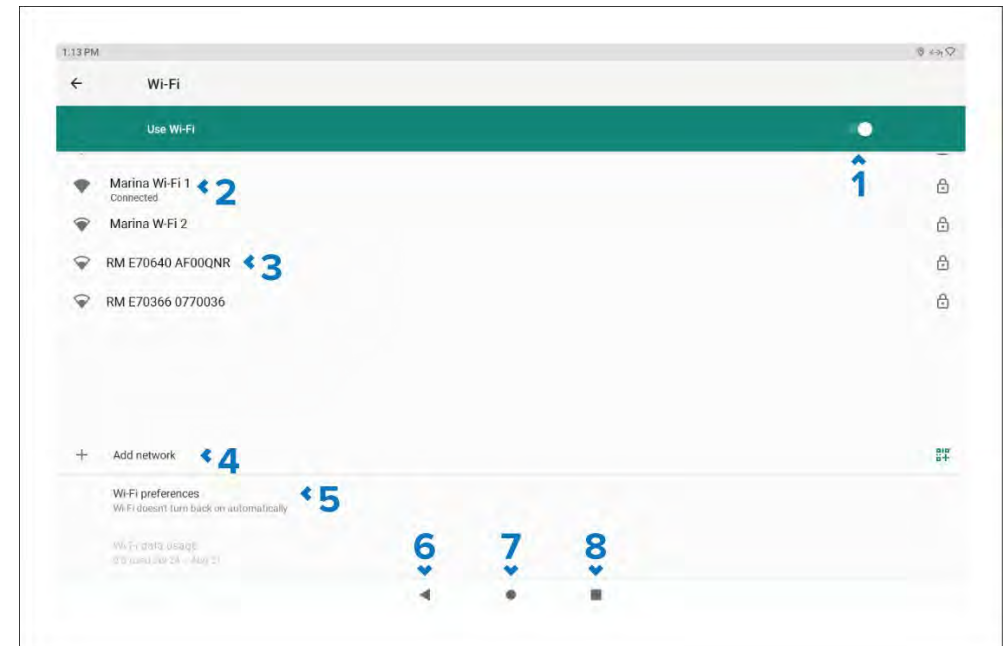 1:13 PM
Wi-Fi
Use Wi-Fi
1
Marina Wi-Fi 1
2
Connected
Marina W-Fi 2
RM E70640 AF00QNR
3
RM E70366 0770036
Add network
4
Wi-Fi preferences
5
Wi-Fi doesn't turn back on automatically
Wi-Fi data usage
6 7 8